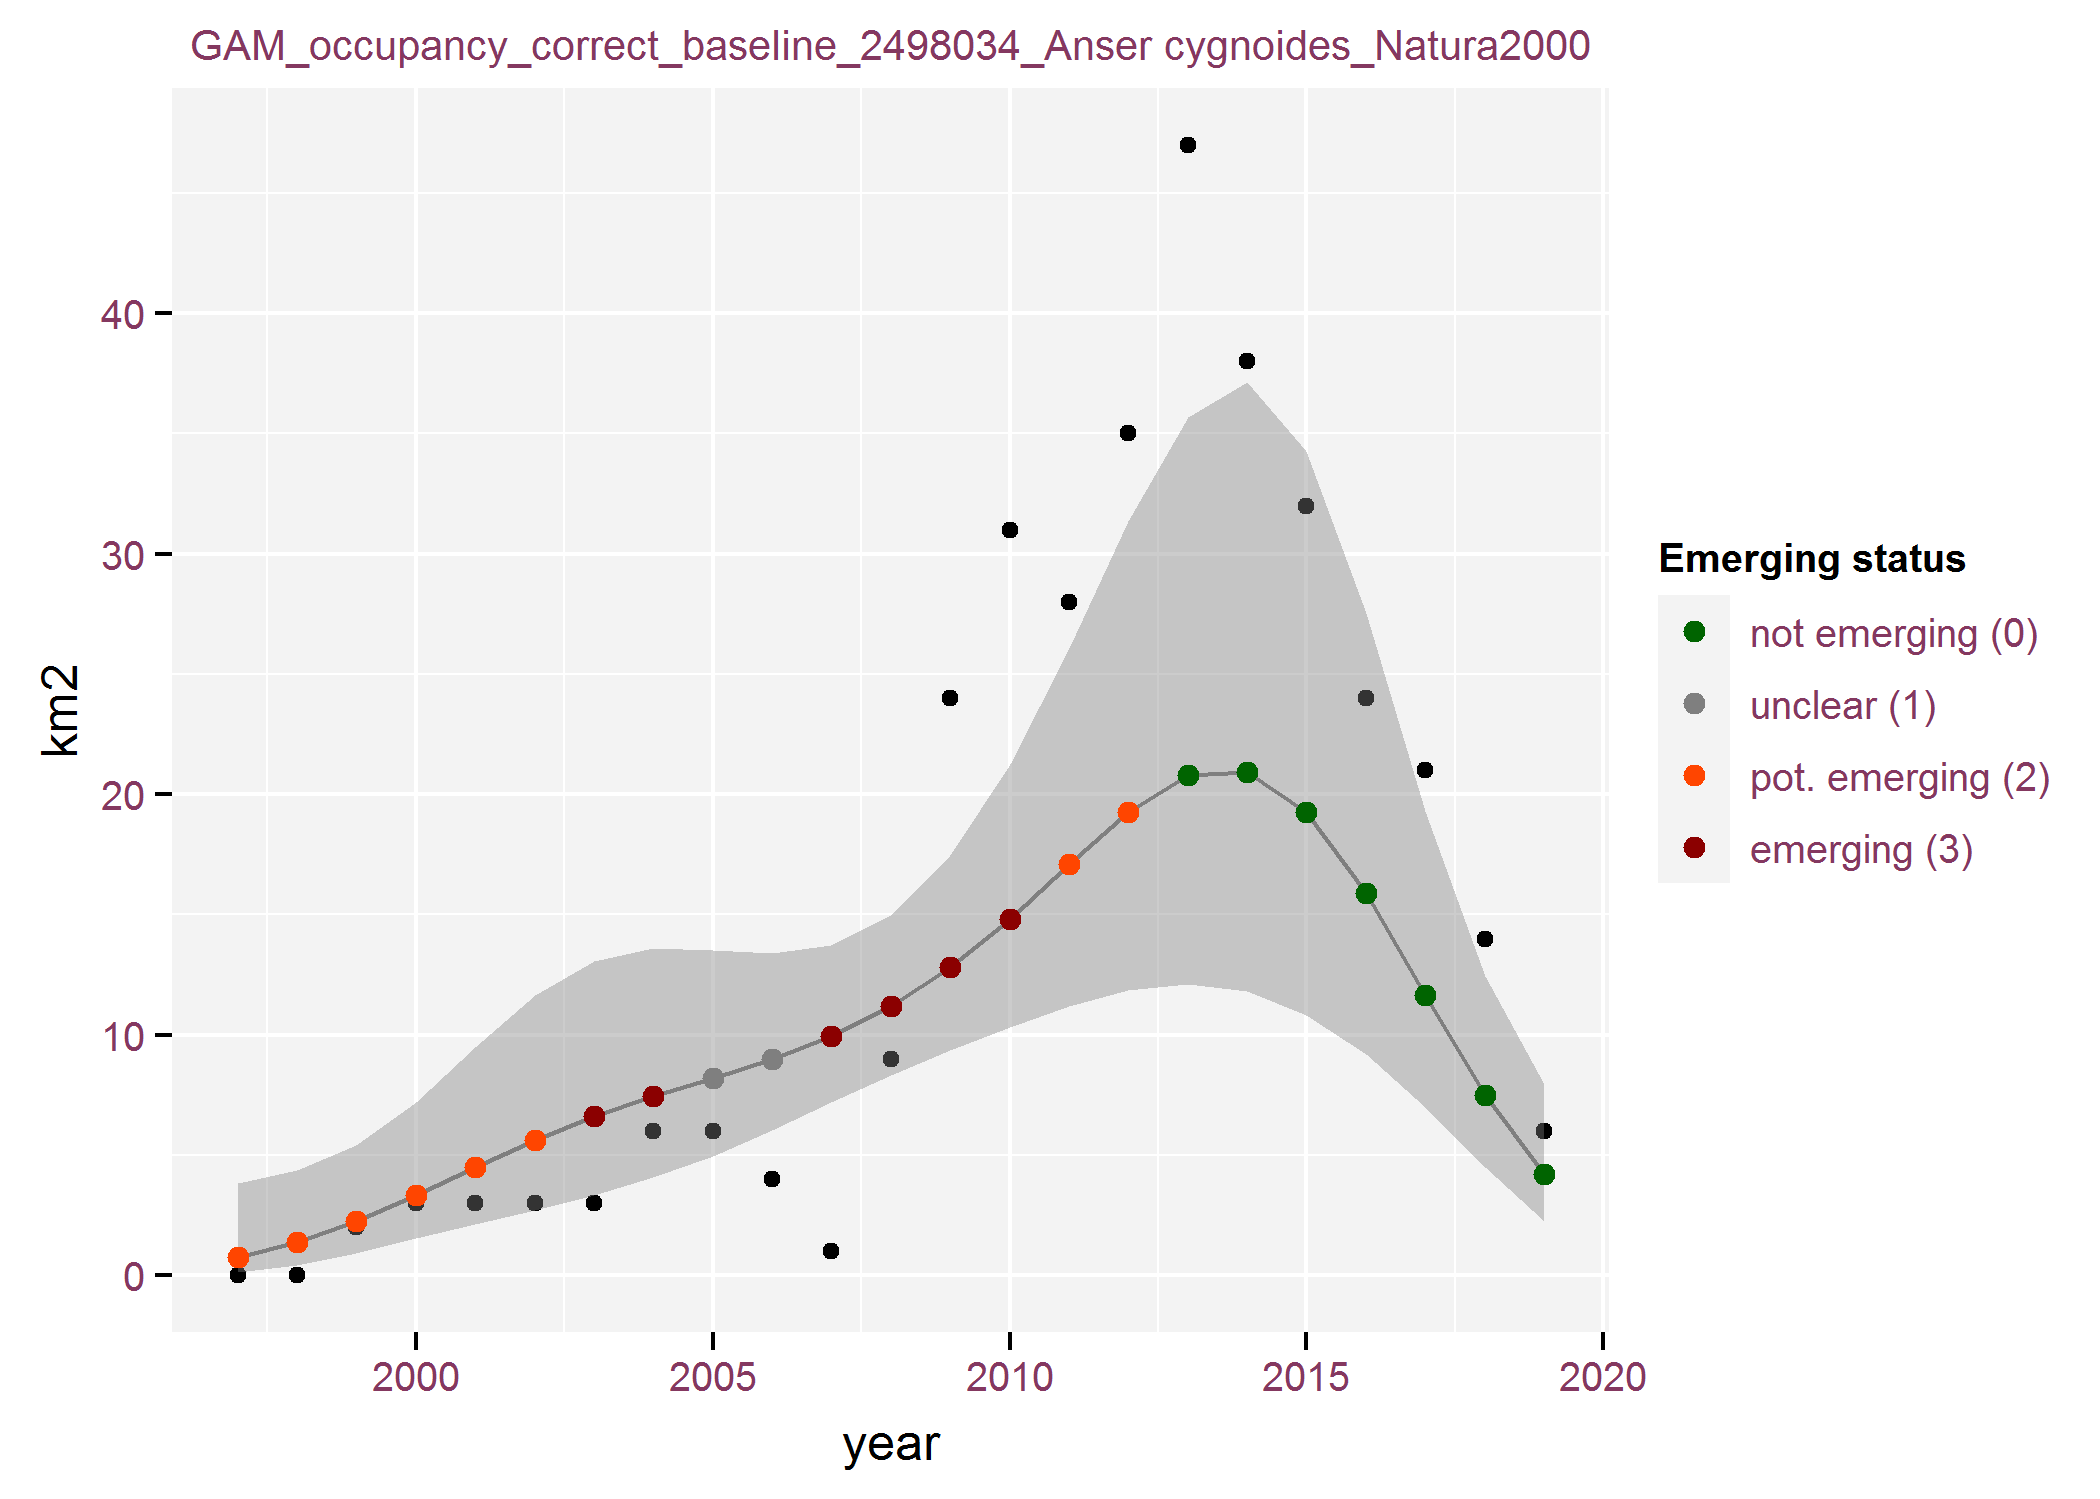 GAM_occupancy_correct_baseline_2498034_Anser cygnoides_Natura2000
km2
40
30
20
10
0
2000 2005 2010 2015 2020
year
Emerging status
not emerging (0)
unclear (1)
pot. emerging (2)
emerging (3)